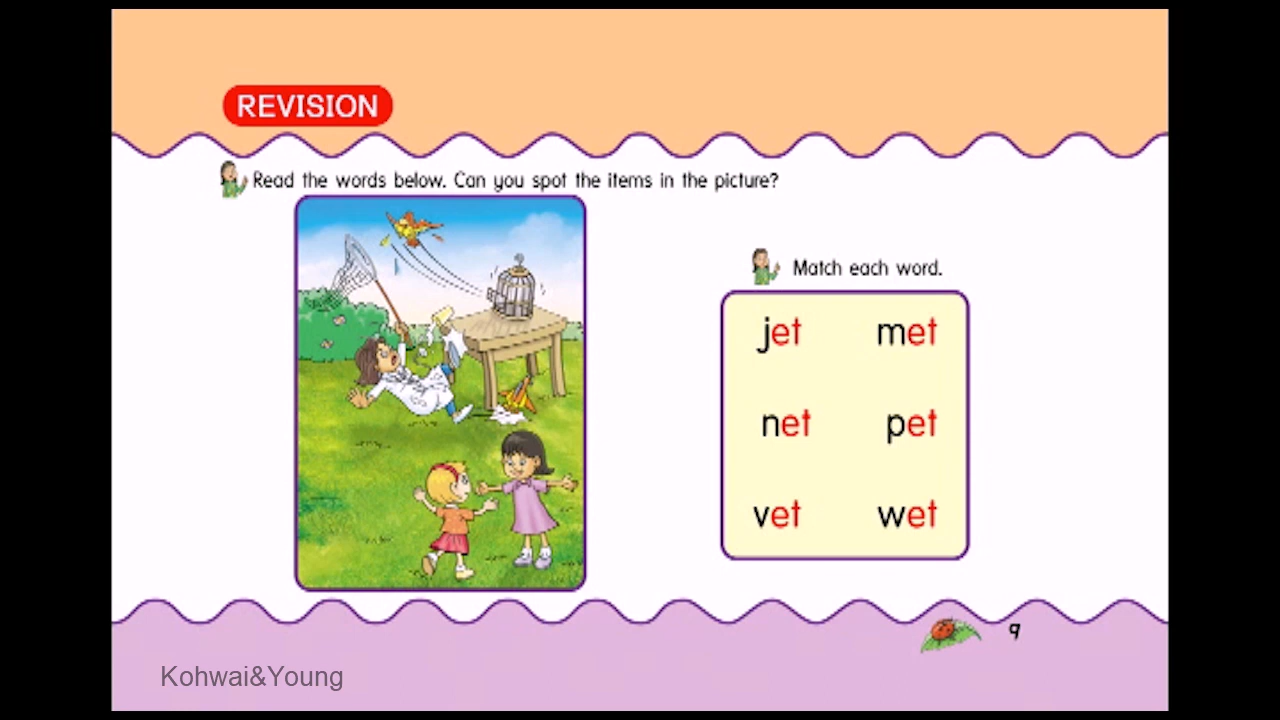 REVISION
Read the words below. Can you spot the items in the picture?
Match each word.
jet met
net pet
vet wet
9
Kohwai&Young